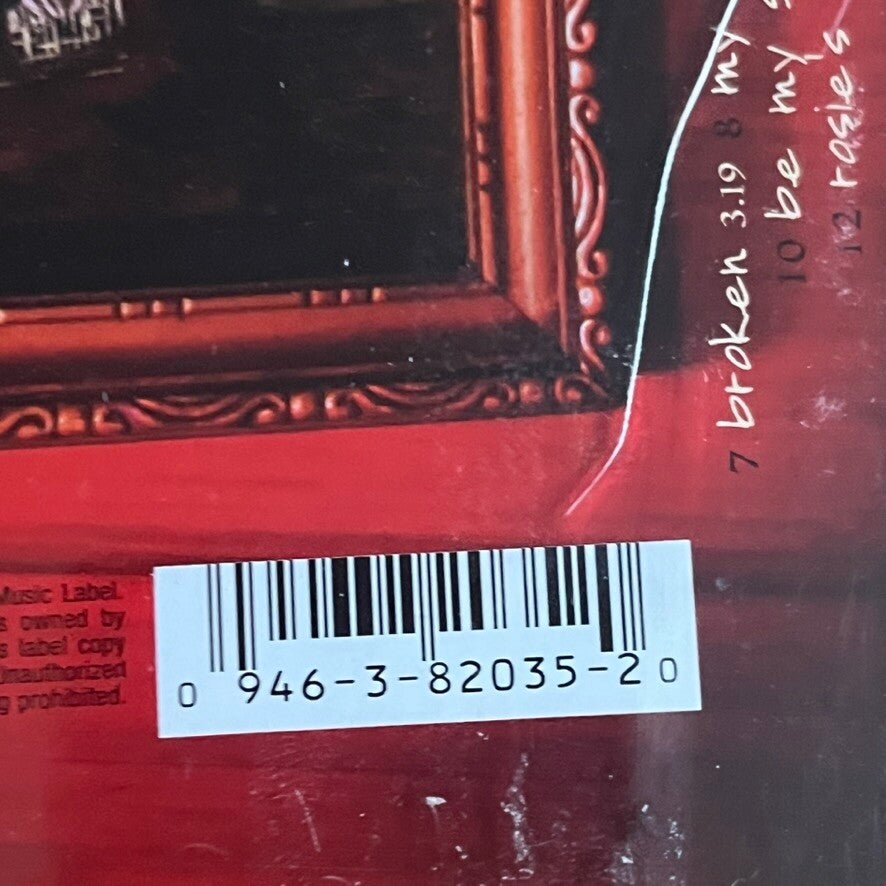 7 broken 3.19 8 my
10 be my
12 rosies
Music Label.
owned by
label copy
Unauthorized
prohibited.
0 946-3-82035-2 0